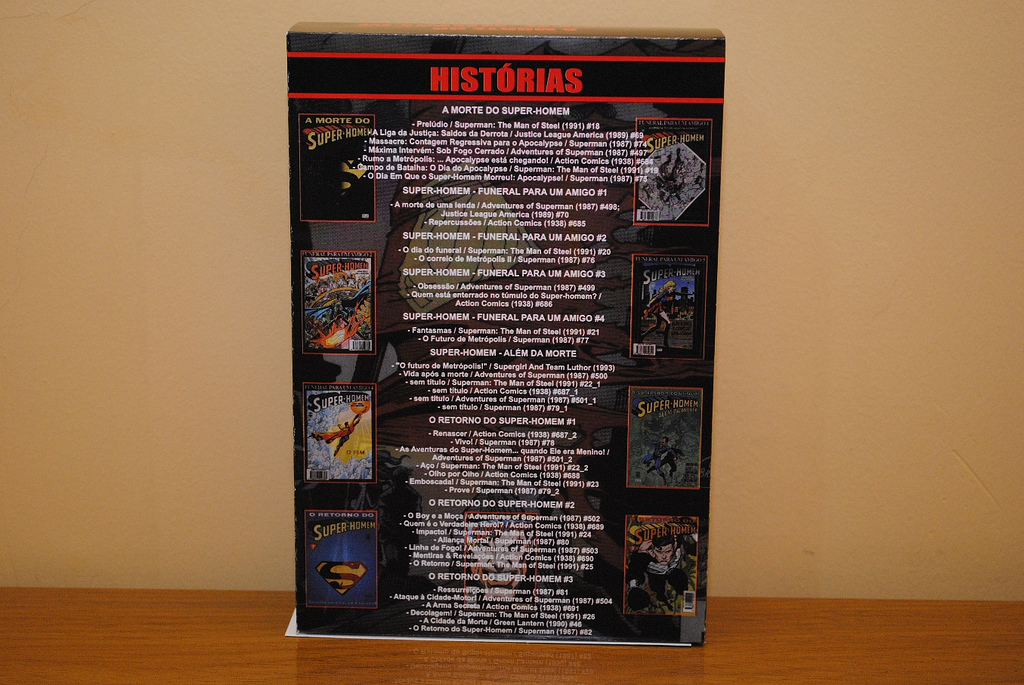 HISTÓRIAS
A MORTE DO SUPER-HOMEM
- Prelúdio / Superman: The Man of Steel (1991) #18
- A Liga da Justiça: Saldos da Derrota / Justice League America (1989) #69
- Massacre: Contagem Regressiva para o Apocalypse / Superman (1987) #74
- Máxima Intervém: Sob Fogo Cerrado / Adventures of Superman (1987) #497
- Rumo a Metrópolis: ... Apocalypse está chegando! / Action Comics (1938) #684
- Campo de Batalha: O Dia do Apocalypse / Superman: The Man of Steel (1991) #19
- O Dia Em Que o Super-Homem Morreu!: Apocalypse! / Superman (1987) #75
SUPER-HOMEM - FUNERAL PARA UM AMIGO #1
- A morte de uma lenda / Adventures of Superman (1987) #498;
Justice League America (1989) #70
- Repercussões / Action Comics (1938) #685
SUPER-HOMEM - FUNERAL PARA UM AMIGO #2
- O dia do funeral / Superman: The Man of Steel (1991) #20
- O correio de Metrópolis II / Superman (1987) #76
SUPER-HOMEM - FUNERAL PARA UM AMIGO #3
- Obsessão / Adventures of Superman (1987) #499
- Quem está enterrado no túmulo do Super-homem? /
Action Comics (1938) #686
SUPER-HOMEM - FUNERAL PARA UM AMIGO #4
- Fantasmas / Superman: The Man of Steel (1991) #21
- O Futuro de Metrópolis / Superman (1987) #77
SUPER-HOMEM - ALÉM DA MORTE
- "O futuro de Metrópolis!" / Supergirl And Team Luthor (1993)
- Vida após a morte / Adventures of Superman (1987) #500
- sem título / Superman: The Man of Steel (1991) #22_1
- sem título / Action Comics (1938) #687_1
- sem título / Adventures of Superman (1987) #501_1
- sem título / Superman (1987) #79_1
O RETORNO DO SUPER-HOMEM #1
- Renascer / Action Comics (1938) #687_2
- Vivo! / Superman (1987) #78
- As Aventuras do Super-Homem... quando Ele era Menino! /
Adventures of Superman (1987) #501_2
- Aço / Superman: The Man of Steel (1991) #22_2
- Olho por Olho / Action Comics (1938) #688
- Emboscada! / Superman: The Man of Steel (1991) #23
- Prove / Superman (1987) #79_2
O RETORNO DO SUPER-HOMEM #2
- O Boy e a Moça / Adventures of Superman (1987) #502
- Quem é o Verdadeiro Herói? / Action Comics (1938) #689
- Impacto! / Superman: The Man of Steel (1991) #24
- Aliança Mortal / Superman (1987) #80
- Linha de Fogo! / Adventures of Superman (1987) #503
- Mentiras & Revelações / Action Comics (1938) #690
- O Retorno / Superman: The Man of Steel (1991) #25
O RETORNO DO SUPER-HOMEM #3
- Ressurreições / Superman (1987) #81
- Ataque à Cidade-Motor! / Adventures of Superman (1987) #504
- A Arma Secreta / Action Comics (1938) #691
- Decolagem! / Superman: The Man of Steel (1991) #26
- A Cidade da Morte / Green Lantern (1990) #46
- O Retorno do Super-Homem / Superman (1987) #82
A MORTE DO
SUPER-HOMEM
FUNERAL PARA UM AMIGO
SUPER-HOMEM
FUNERAL PARA UM AMIGO
SUPER-HOMEM
FUNERAL PARA UM AMIGO
SUPER-HOMEM
FUNERAL PARA UM AMIGO
SUPER-HOMEM
SUPER-HOMEM
ALÉM DA MORTE
O RETORNO DO
SUPER-HOMEM
SUPER-HOMEM